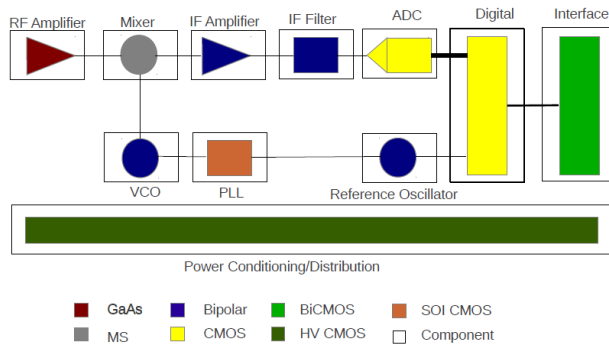 RF Amplifier Mixer IF Amplifier IF Filter ADC Digital Interface
VCO PLL Reference Oscillator
Power Conditioning/Distribution
GaAs Bipolar BiCMOS SOI CMOS
MS CMOS HV CMOS Component